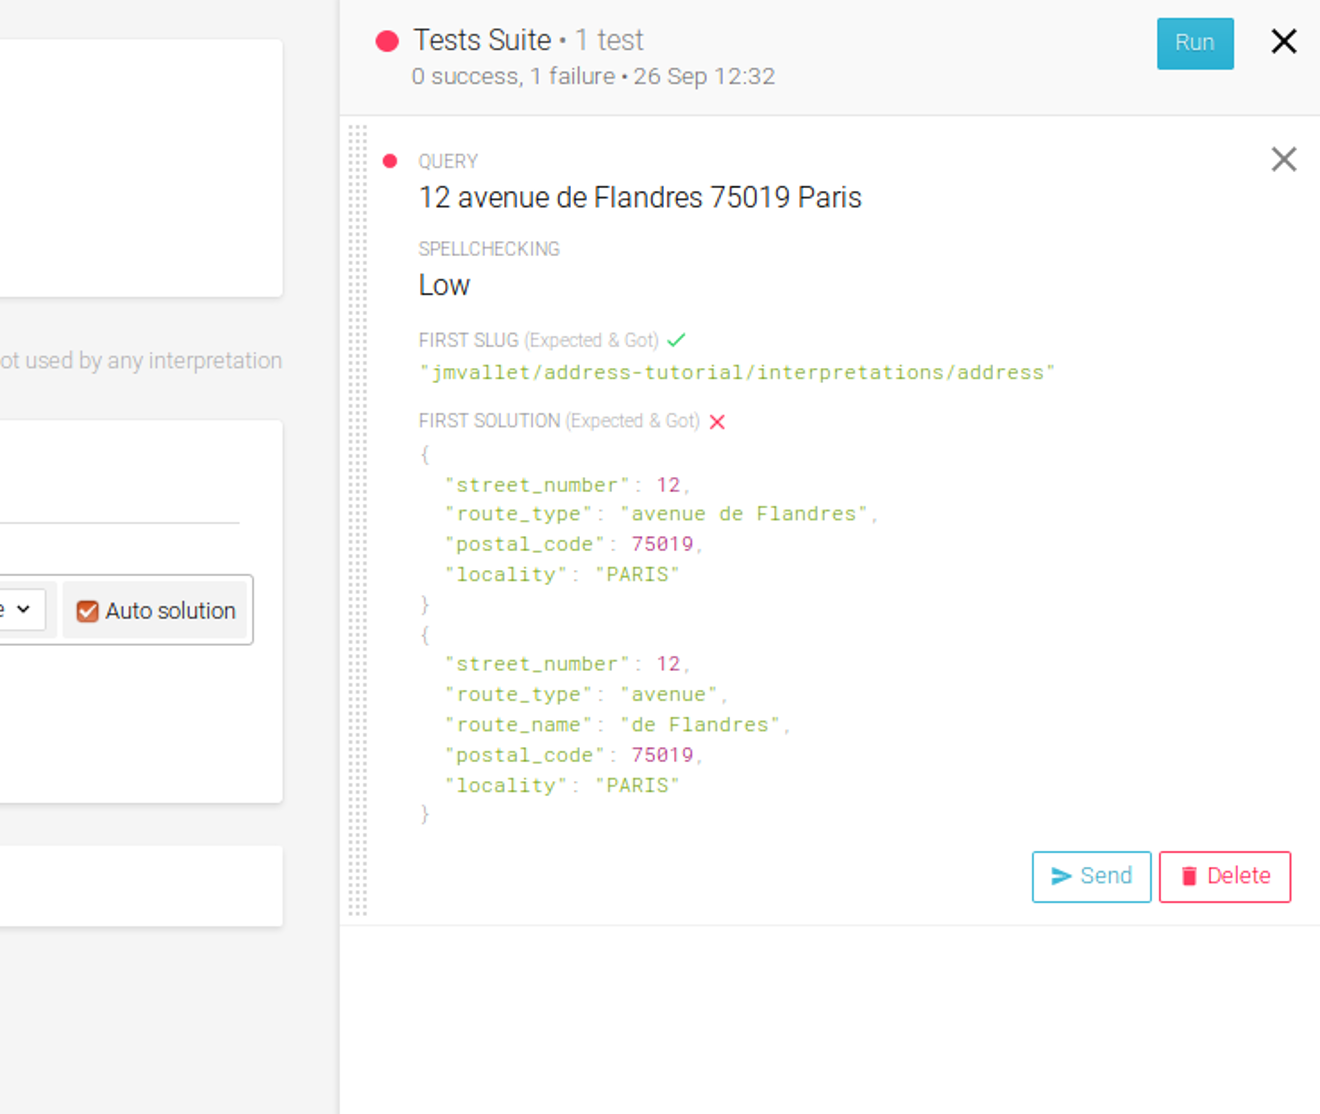 Tests Suite • 1 test
0 success, 1 failure • 26 Sep 12:32
Run
QUERY
12 avenue de Flandres 75019 Paris
SPELLCHECKING
Low
FIRST SLUG (Expected & Got)
"jmvallet/address-tutorial/interpretations/address"
FIRST SOLUTION (Expected & Got)
{
"street_number": 12,
"route_type": "avenue de Flandres",
"postal_code": 75019,
"locality": "PARIS"
}
{
"street_number": 12,
"route_type": "avenue",
"route_name": "de Flandres",
"postal_code": 75019,
"locality": "PARIS"
}
Send
Delete
ot used by any interpretation
e
Auto solution